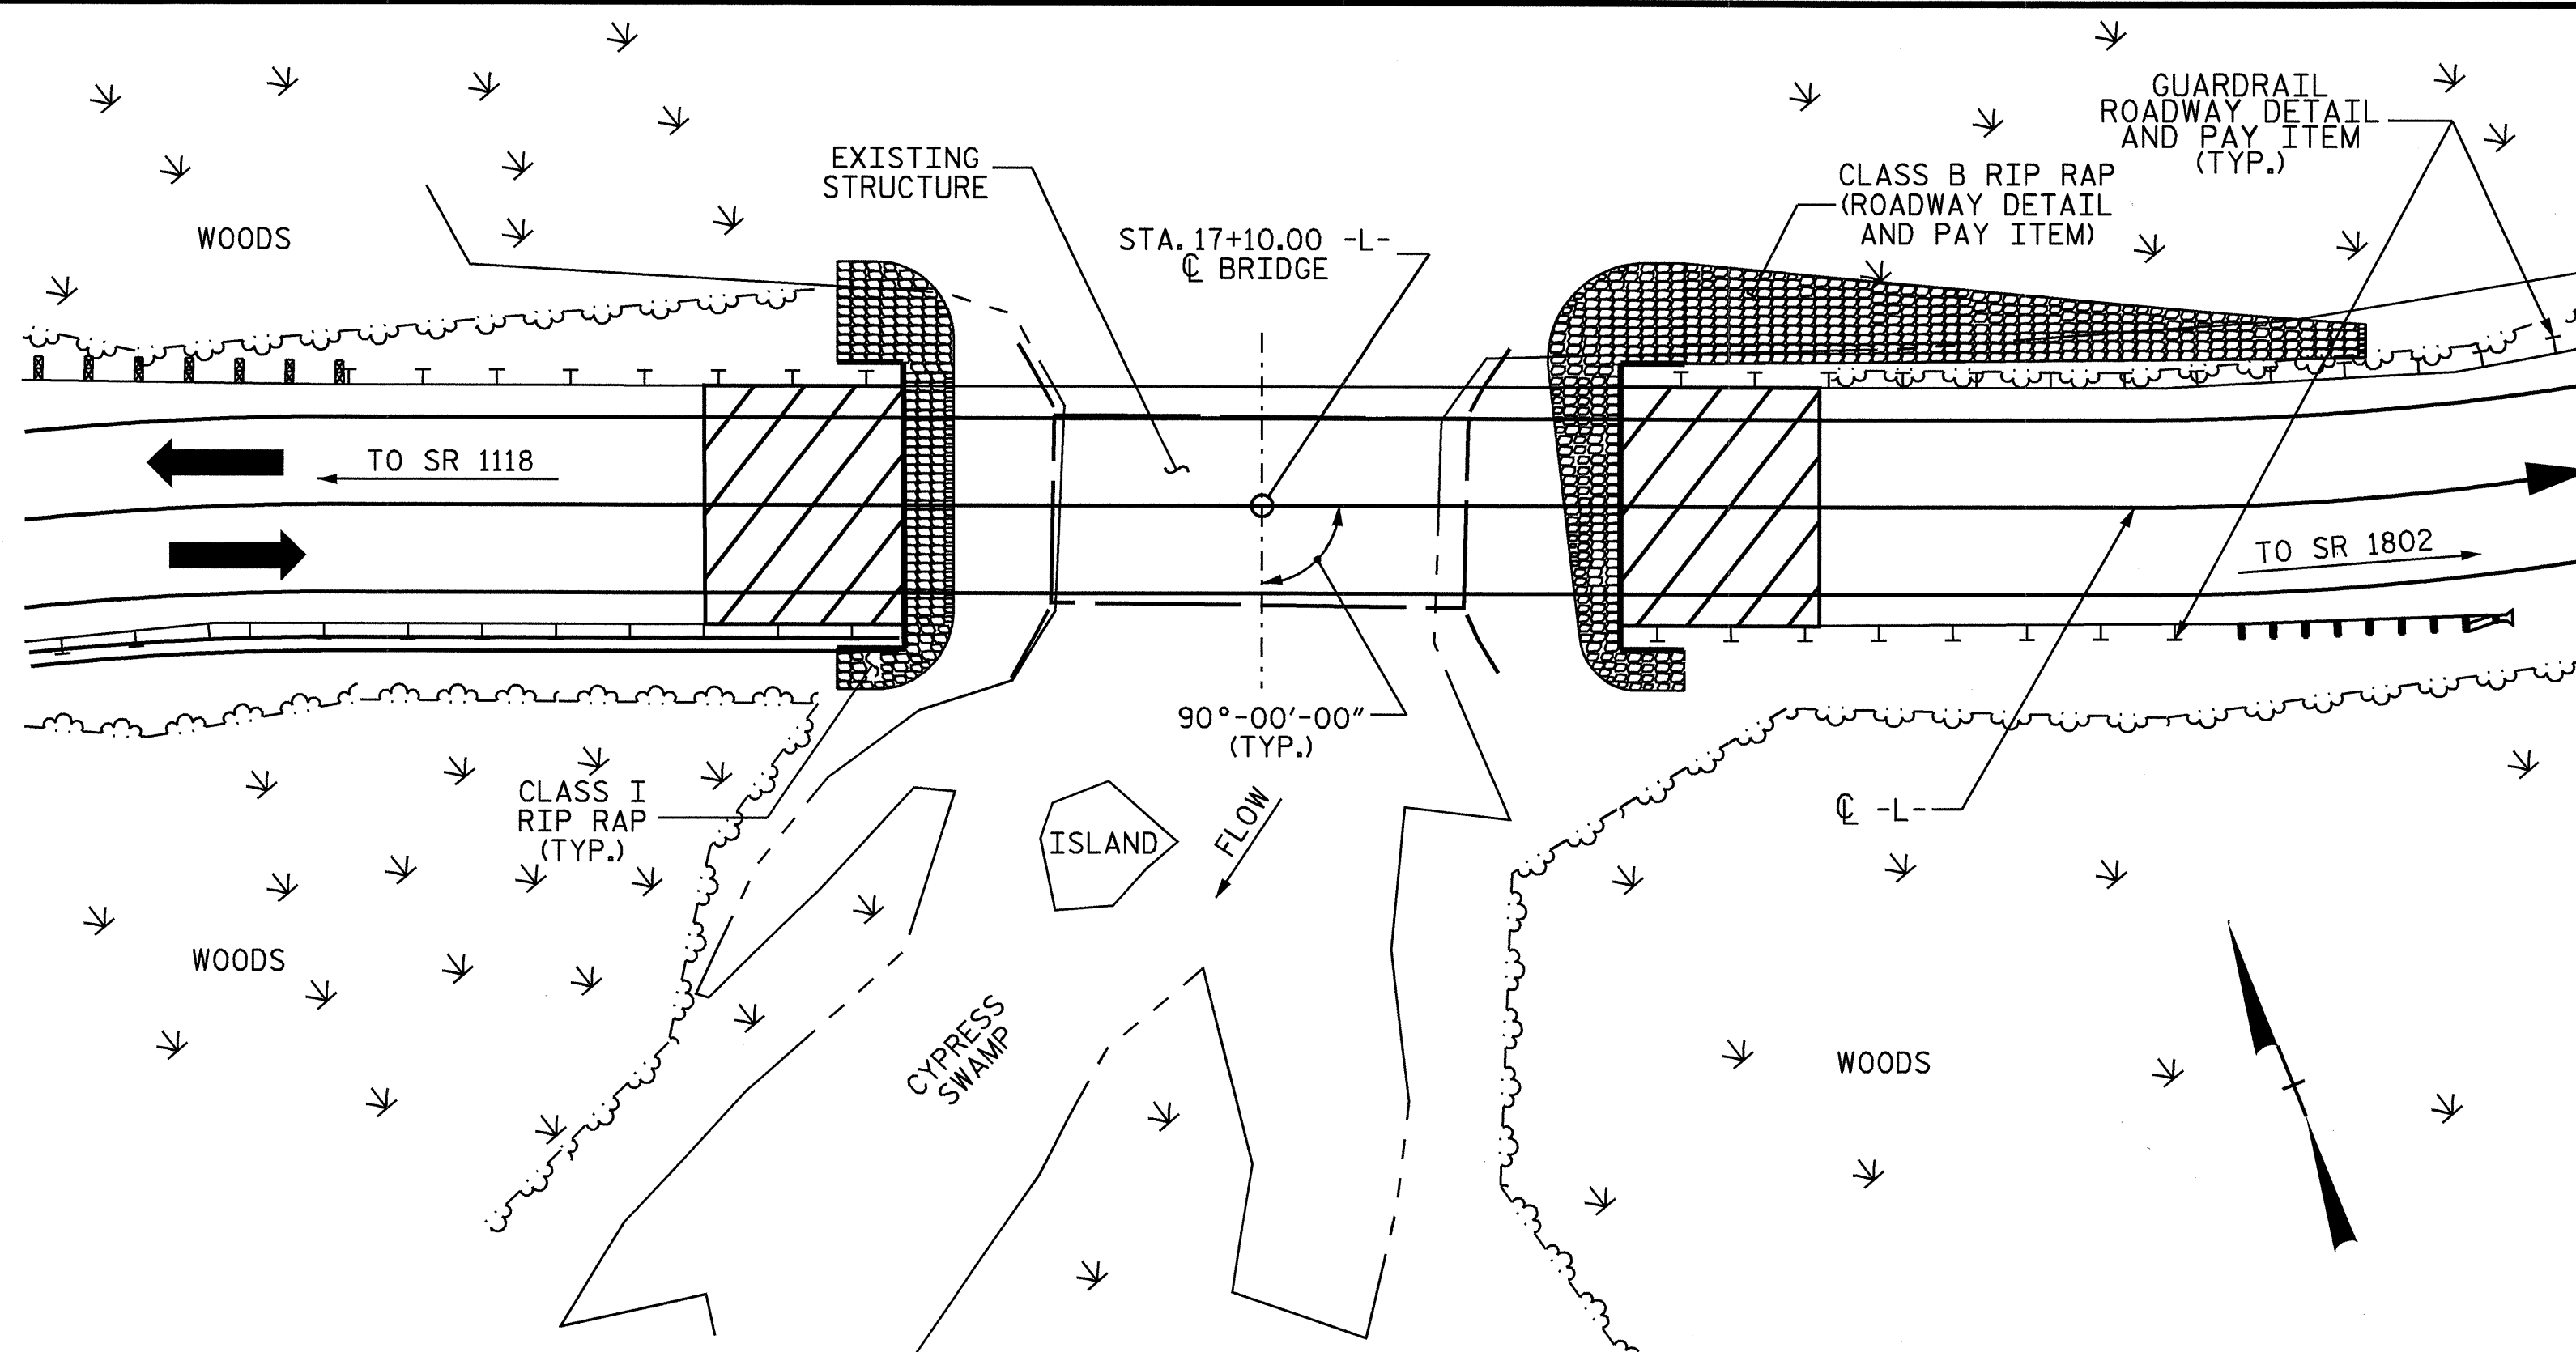 GUARDRAIL
ROADWAY DETAIL
AND PAY ITEM
(TYP.)
EXISTING
STRUCTURE
CLASS B RIP RAP
(ROADWAY DETAIL
AND PAY ITEM)
WOODS
STA. 17+10.00 -L-
℄ BRIDGE
TO SR 1118
TO SR 1802
90°-00'-00"
(TYP.)
CLASS I
RIP RAP
(TYP.)
ISLAND
FLOW
℄ -L-
WOODS
CYPRESS
SWAMP
WOODS